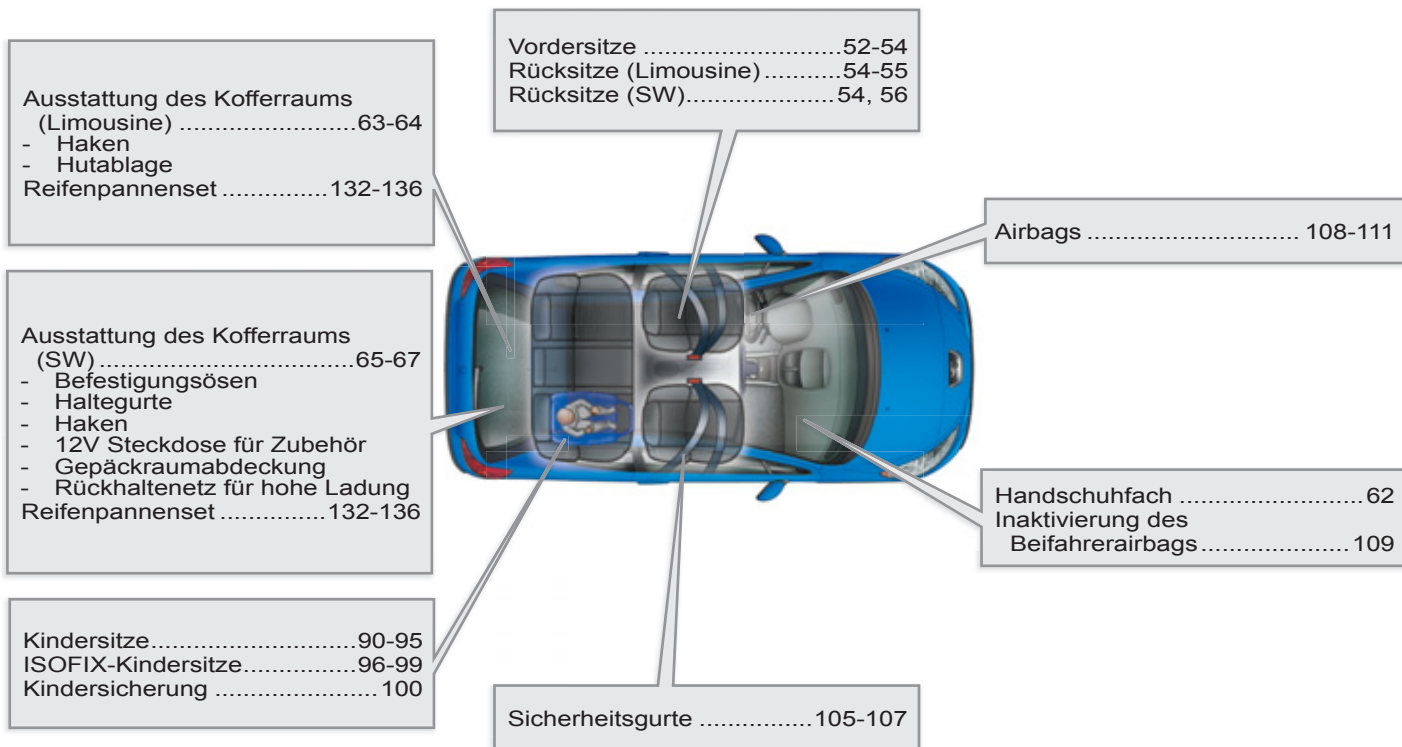 Ausstattung des Kofferraums
(Limousine) .........................63-64
- Haken
- Hutablage
Reifenpannenset ...............132-136
Ausstattung des Kofferraums
(SW) ....................................65-67
- Befestigungsösen
- Haltegurte
- Haken
- 12V Steckdose für Zubehör
- Gepäckraumabdeckung
- Rückhaltenetz für hohe Ladung
Reifenpannenset ...............132-136
Kindersitze.............................90-95
ISOFIX-Kindersitze................96-99
Kindersicherung .......................100
Vordersitze ............................52-54
Rücksitze (Limousine) ...........54-55
Rücksitze (SW).....................54, 56
Sicherheitsgurte ................105-107
Airbags .............................. 108-111
Handschuhfach ..........................62
Inaktivierung des
Beifahrerairbags.....................109